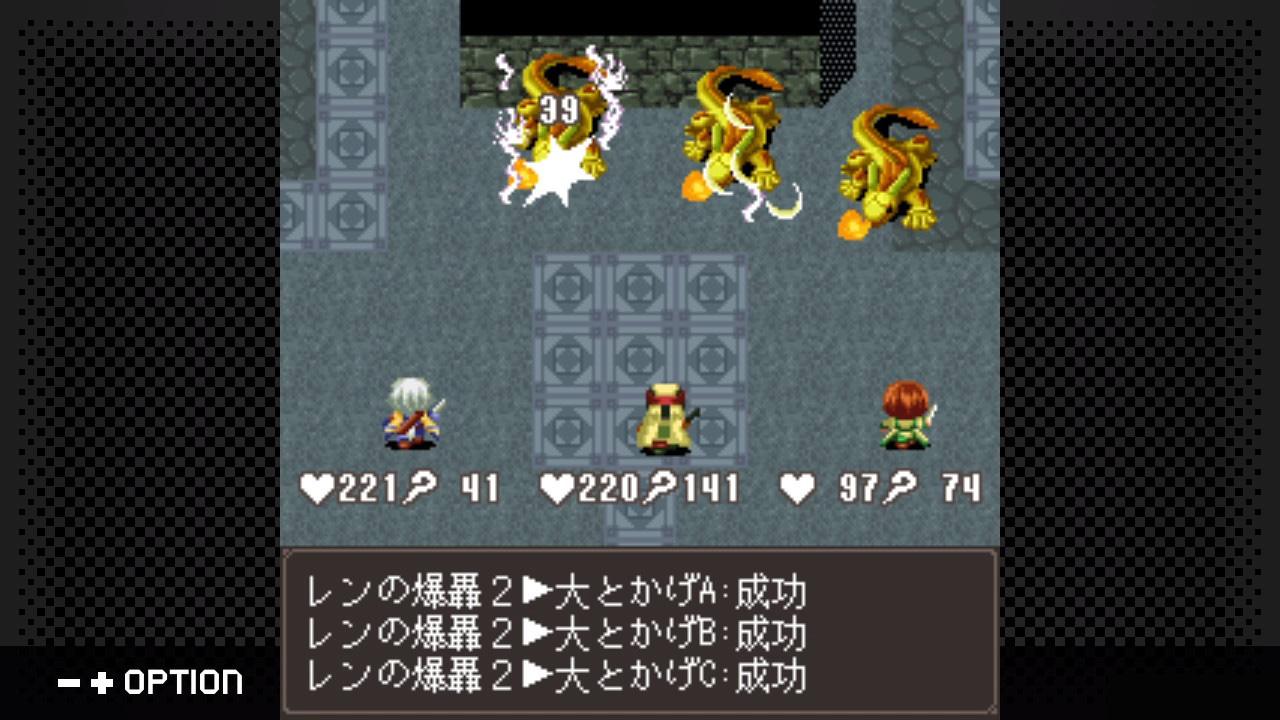 39
221 41 220 141 97 74
レンの爆轟２▶大とかげA:成功
レンの爆轟２▶大とかげB:成功
レンの爆轟２▶大とかげC:成功
OPTION